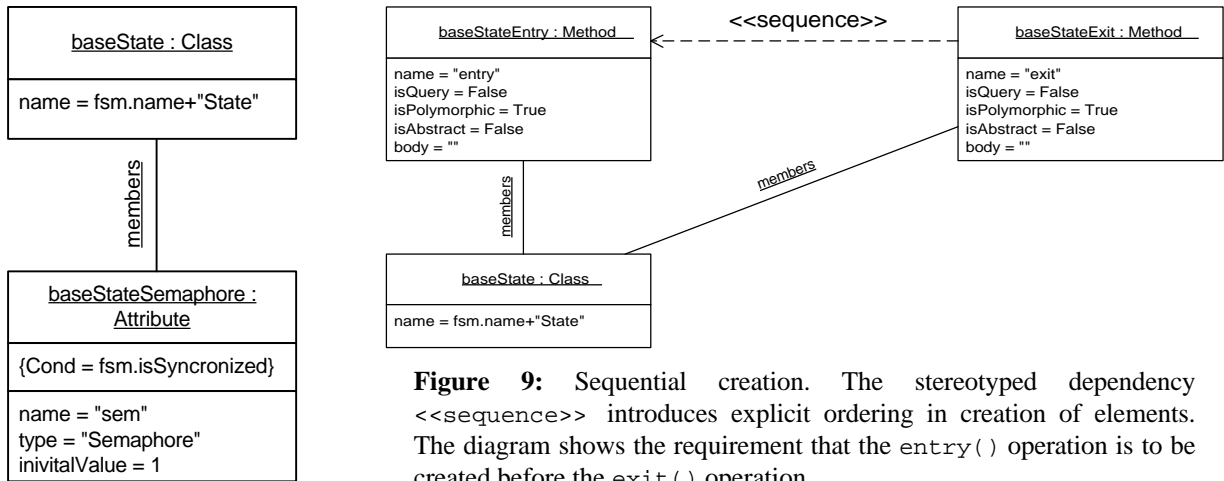 baseState : Class
name = fsm.name+"State"
members
baseStateSemaphore :
Attribute
{Cond = fsm.isSyncronized}
name = "sem"
type = "Semaphore"
inivitalValue = 1
baseStateEntry : Method
name = "entry"
isQuery = False
isPolymorphic = True
isAbstract = False
body = ""
<<sequence>>
baseStateExit : Method
name = "exit"
isQuery = False
isPolymorphic = True
isAbstract = False
body = ""
members
members
baseState : Class
name = fsm.name+"State"
Figure 9: Sequential creation. The stereotyped dependency
<<sequence>> introduces explicit ordering in creation of elements.
The diagram shows the requirement that the entry() operation is to be
created before the exit() operation